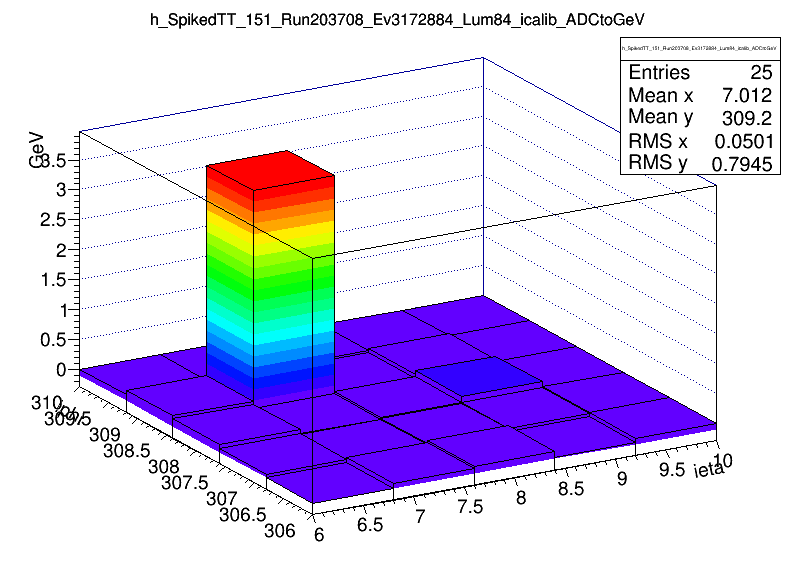 h_SpikedTT_151_Run203708_Ev3172884_Lum84_icalib_ADCtoGeV
h_SpikedTT_151_Run203708_Ev3172884_Lum84_icalib_ADCtoGeV
Entries 25
Mean x 7.012
Mean y 309.2
RMS x 0.0501
RMS y 0.7945
GeV
3.5
3
2.5
2
1.5
1
0.5
0
310
309.5
309
308.5
308
307.5
307
306.5
306
iphi
6
6.5
7
7.5
8
8.5
9
9.5
10
ieta